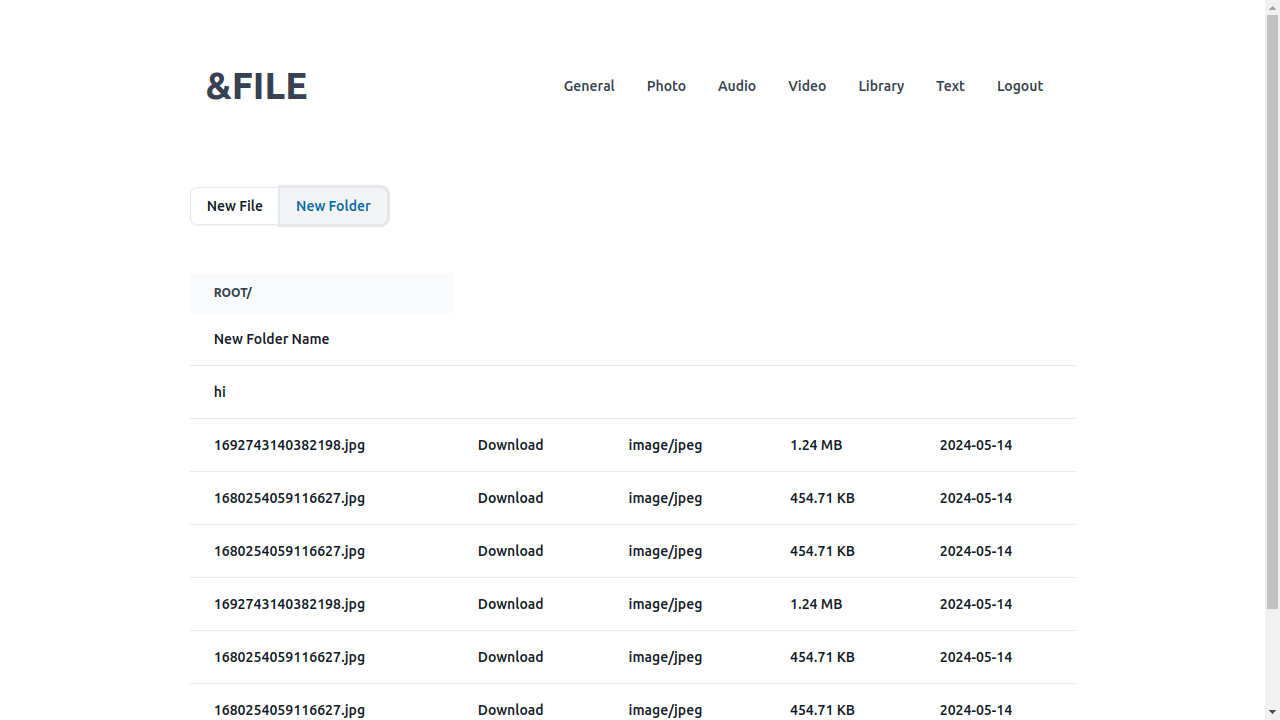 &FILE
General Photo Audio Video Library Text Logout
New File New Folder
ROOT/
New Folder Name
hi
1692743140382198.jpg Download image/jpeg 1.24 MB 2024-05-14
1680254059116627.jpg Download image/jpeg 454.71 KB 2024-05-14
1680254059116627.jpg Download image/jpeg 454.71 KB 2024-05-14
1692743140382198.jpg Download image/jpeg 1.24 MB 2024-05-14
1680254059116627.jpg Download image/jpeg 454.71 KB 2024-05-14
1680254059116627.jpg Download image/jpeg 454.71 KB 2024-05-14